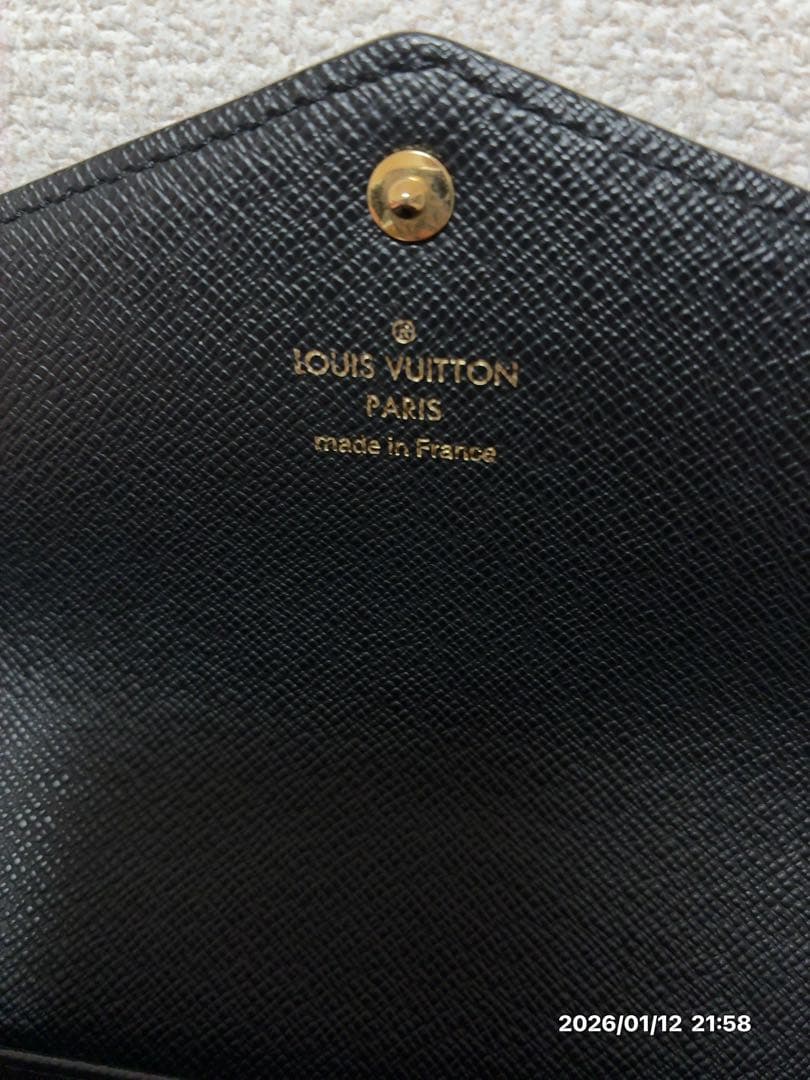 ®
LOUIS VUITTON
PARIS
made in France
2026/01/12 21:58